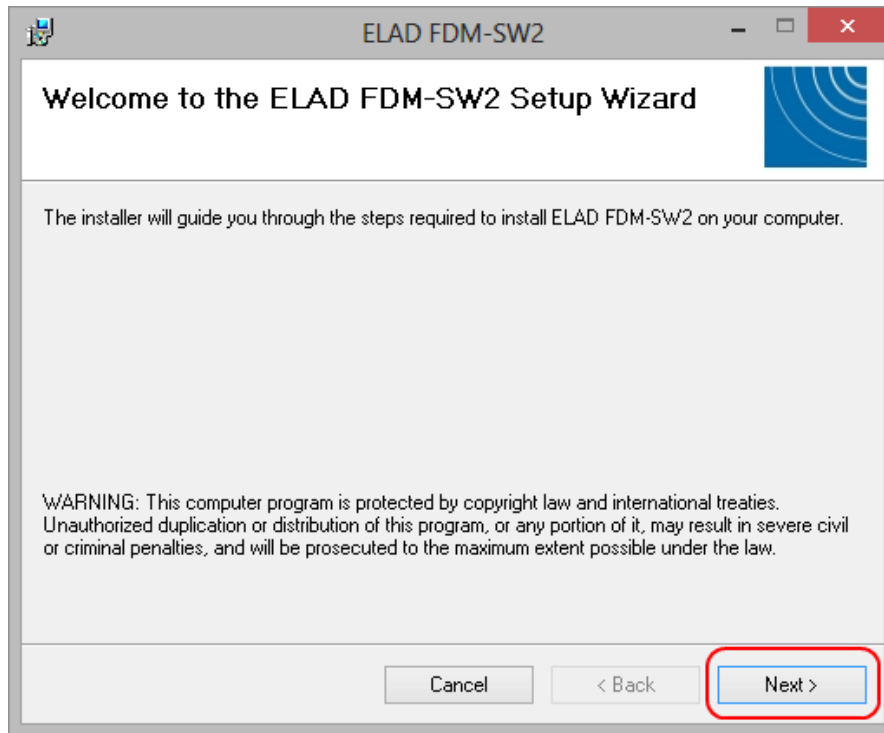 ELAD FDM-SW2
Welcome to the ELAD FDM-SW2 Setup Wizard
The installer will guide you through the steps required to install ELAD FDM-SW2 on your computer.
WARNING: This computer program is protected by copyright law and international treaties.
Unauthorized duplication or distribution of this program, or any portion of it, may result in severe civil
or criminal penalties, and will be prosecuted to the maximum extent possible under the law.
Cancel
< Back
Next >